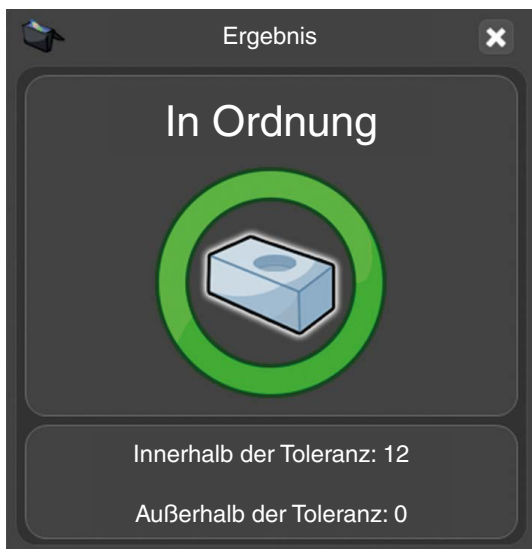 Ergebnis
In Ordnung
Innerhalb der Toleranz: 12
Außerhalb der Toleranz: 0